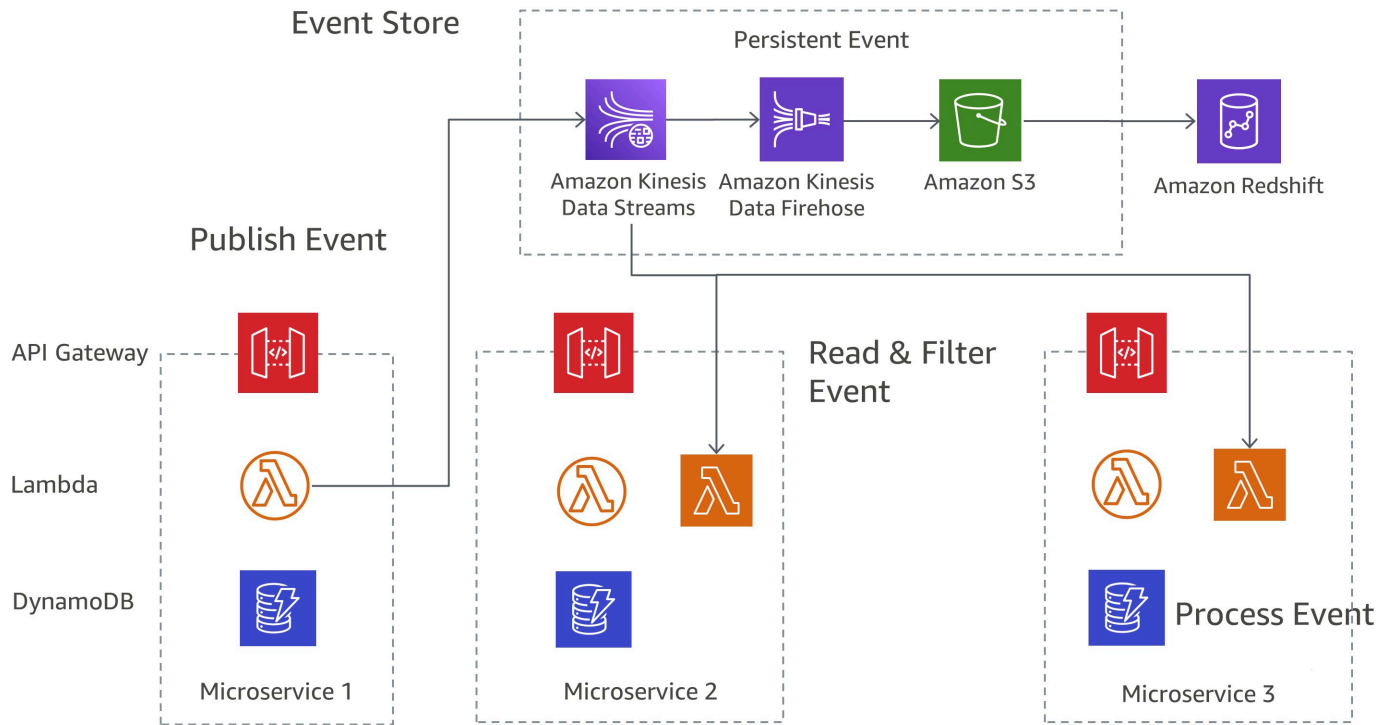 Event Store
Persistent Event
Amazon Kinesis
Data Streams
Amazon Kinesis
Data Firehose
Amazon S3
Amazon Redshift
Publish Event
API Gateway
Read & Filter
Event
Lambda
DynamoDB
Process Event
Microservice 1
Microservice 2
Microservice 3